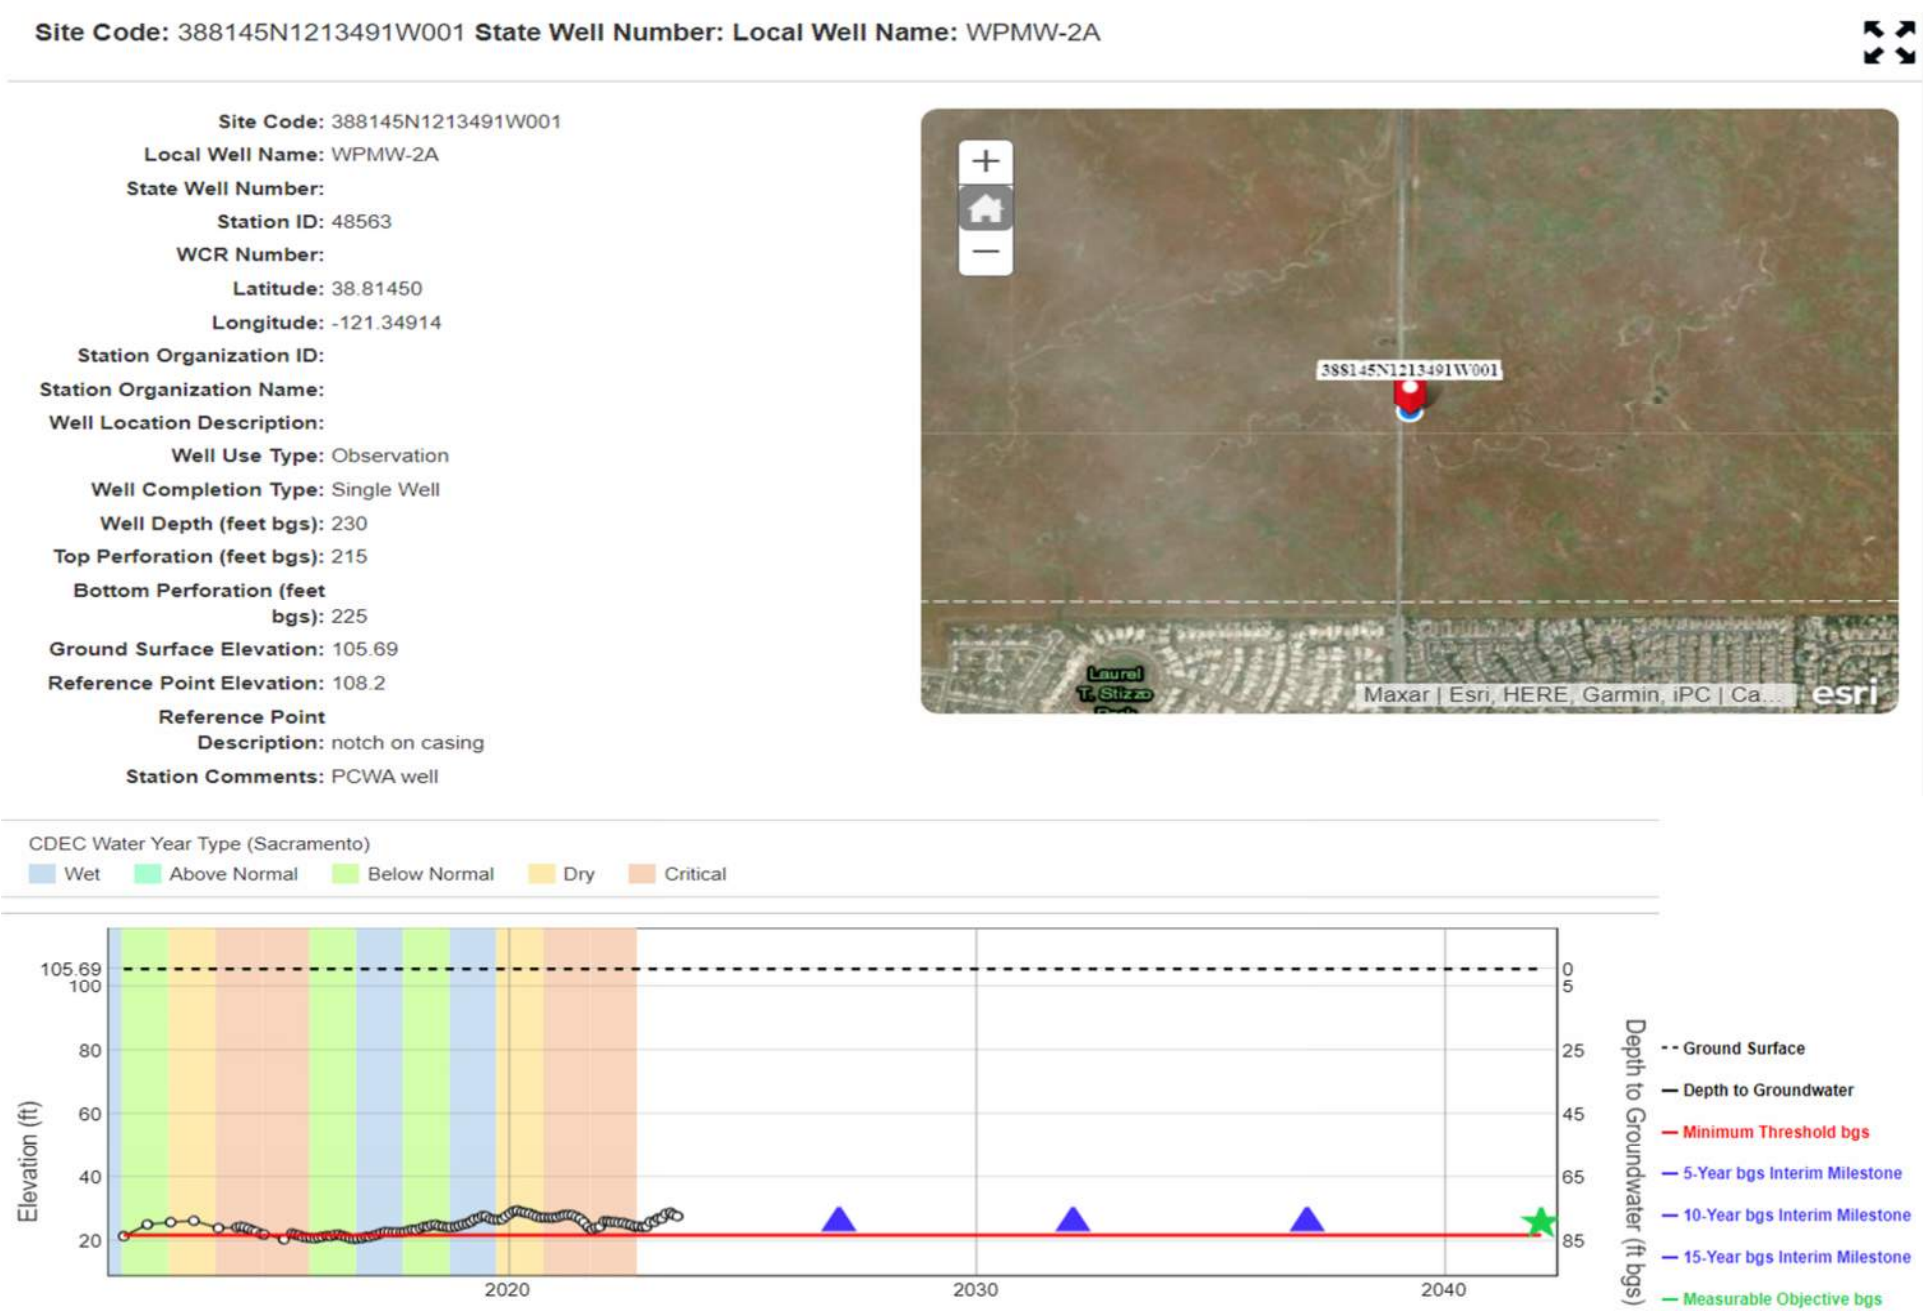 Site Code: 388145N1213491W001 State Well Number: Local Well Name: WPMW-2A
Site Code: 388145N1213491W001
Local Well Name: WPMW-2A
State Well Number:
Station ID: 48563
WCR Number:
Latitude: 38.81450
Longitude: -121.34914
Station Organization ID:
Station Organization Name:
Well Location Description:
Well Use Type: Observation
Well Completion Type: Single Well
Well Depth (feet bgs): 230
Top Perforation (feet bgs): 215
Bottom Perforation (feet
bgs): 225
Ground Surface Elevation: 105.69
Reference Point Elevation: 108.2
Reference Point
Description: notch on casing
Station Comments: PCWA well
+
−
388145N1213491W001
Laurel
T. Stizzo
Park
Maxar | Esri, HERE, Garmin, iPC | Ca...
esri
CDEC Water Year Type (Sacramento)
Wet Above Normal Below Normal Dry Critical
Elevation (ft)
105.69
100
80
60
40
20
2020 2030 2040
0
5
25
45
65
85
Depth to Groundwater (ft bgs)
Ground Surface
Depth to Groundwater
Minimum Threshold bgs
5-Year bgs Interim Milestone
10-Year bgs Interim Milestone
15-Year bgs Interim Milestone
Measurable Objective bgs